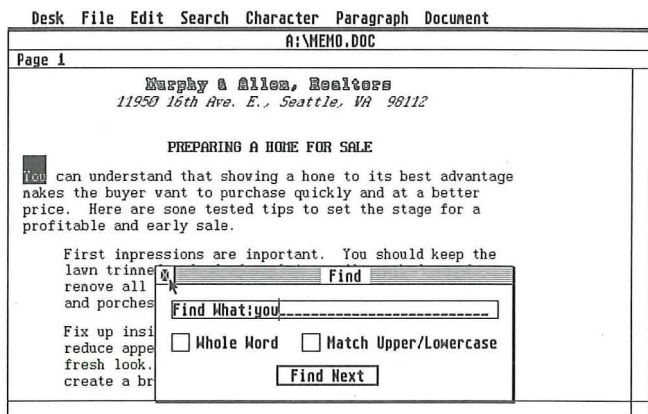 Desk File Edit Search Character Paragraph Document
A:\MEMO.DOC
Page 1
Murphy & Allen, Realtors
11950 16th Ave. E., Seattle, WA 98112
PREPARING A HOME FOR SALE
You can understand that showing a home to its best advantage
makes the buyer want to purchase quickly and at a better
price. Here are some tested tips to set the stage for a
profitable and early sale.
First impressions are important. You should keep the
lawn trimme
remove all
and porches
Fix up insi
reduce appe
fresh look.
create a br
Find
Find What:you
Whole Word Match Upper/Lowercase
Find Next